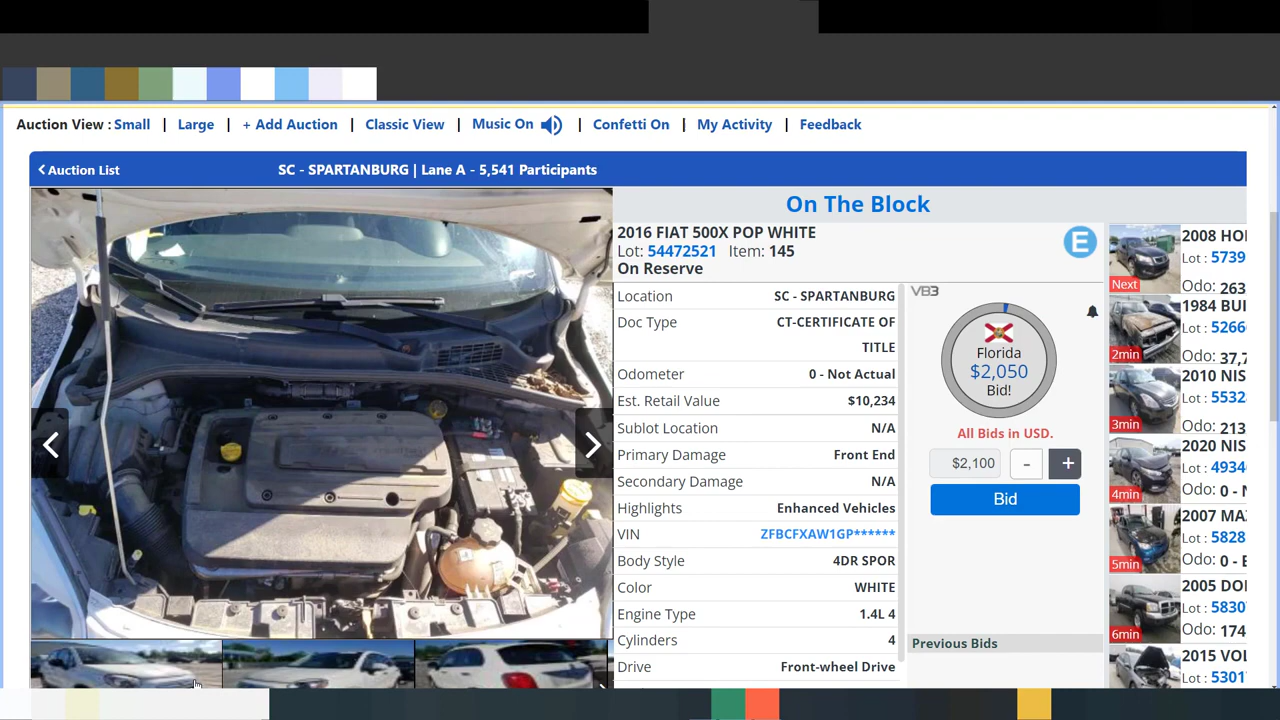 Auction View : Small | Large | + Add Auction | Classic View | Music On | Confetti On | My Activity | Feedback
Auction List
SC - SPARTANBURG | Lane A - 5,541 Participants
On The Block
2016 FIAT 500X POP WHITE
Lot: 54472521 Item: 145
On Reserve
E
Location SC - SPARTANBURG
Doc Type CT-CERTIFICATE OF
TITLE
Odometer 0 - Not Actual
Est. Retail Value $10,234
Sublot Location N/A
Primary Damage Front End
Secondary Damage N/A
Highlights Enhanced Vehicles
VIN ZFBCFXAW1GP******
Body Style 4DR SPOR
Color WHITE
Engine Type 1.4L 4
Cylinders 4
Drive Front-wheel Drive
VB3
Florida
$2,050
Bid!
All Bids in USD.
$2,100 - +
Bid
Previous Bids
2008 HO
Lot : 5739
Next
Odo: 263
1984 BUI
Lot : 5266
2min
Odo: 37,7
2010 NIS
Lot : 5532
3min
Odo: 213
2020 NIS
Lot : 4934
4min
Odo: 0 - N
2007 MA
Lot : 5828
5min
Odo: 0 - E
2005 DO
Lot : 5830
6min
Odo: 174
2015 VOL
Lot : 5301